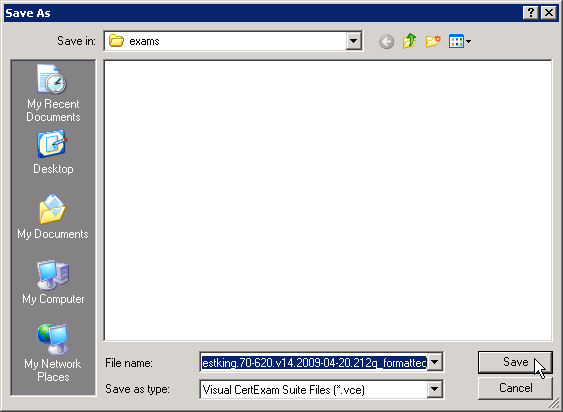 Save As
Save in:
exams
My Recent
Documents
Desktop
My Documents
My Computer
My Network
Places
File name:
estking.70-620.v14.2009-04-20.212q_formatted
Save
Save as type:
Visual CertExam Suite Files (*.vce)
Cancel